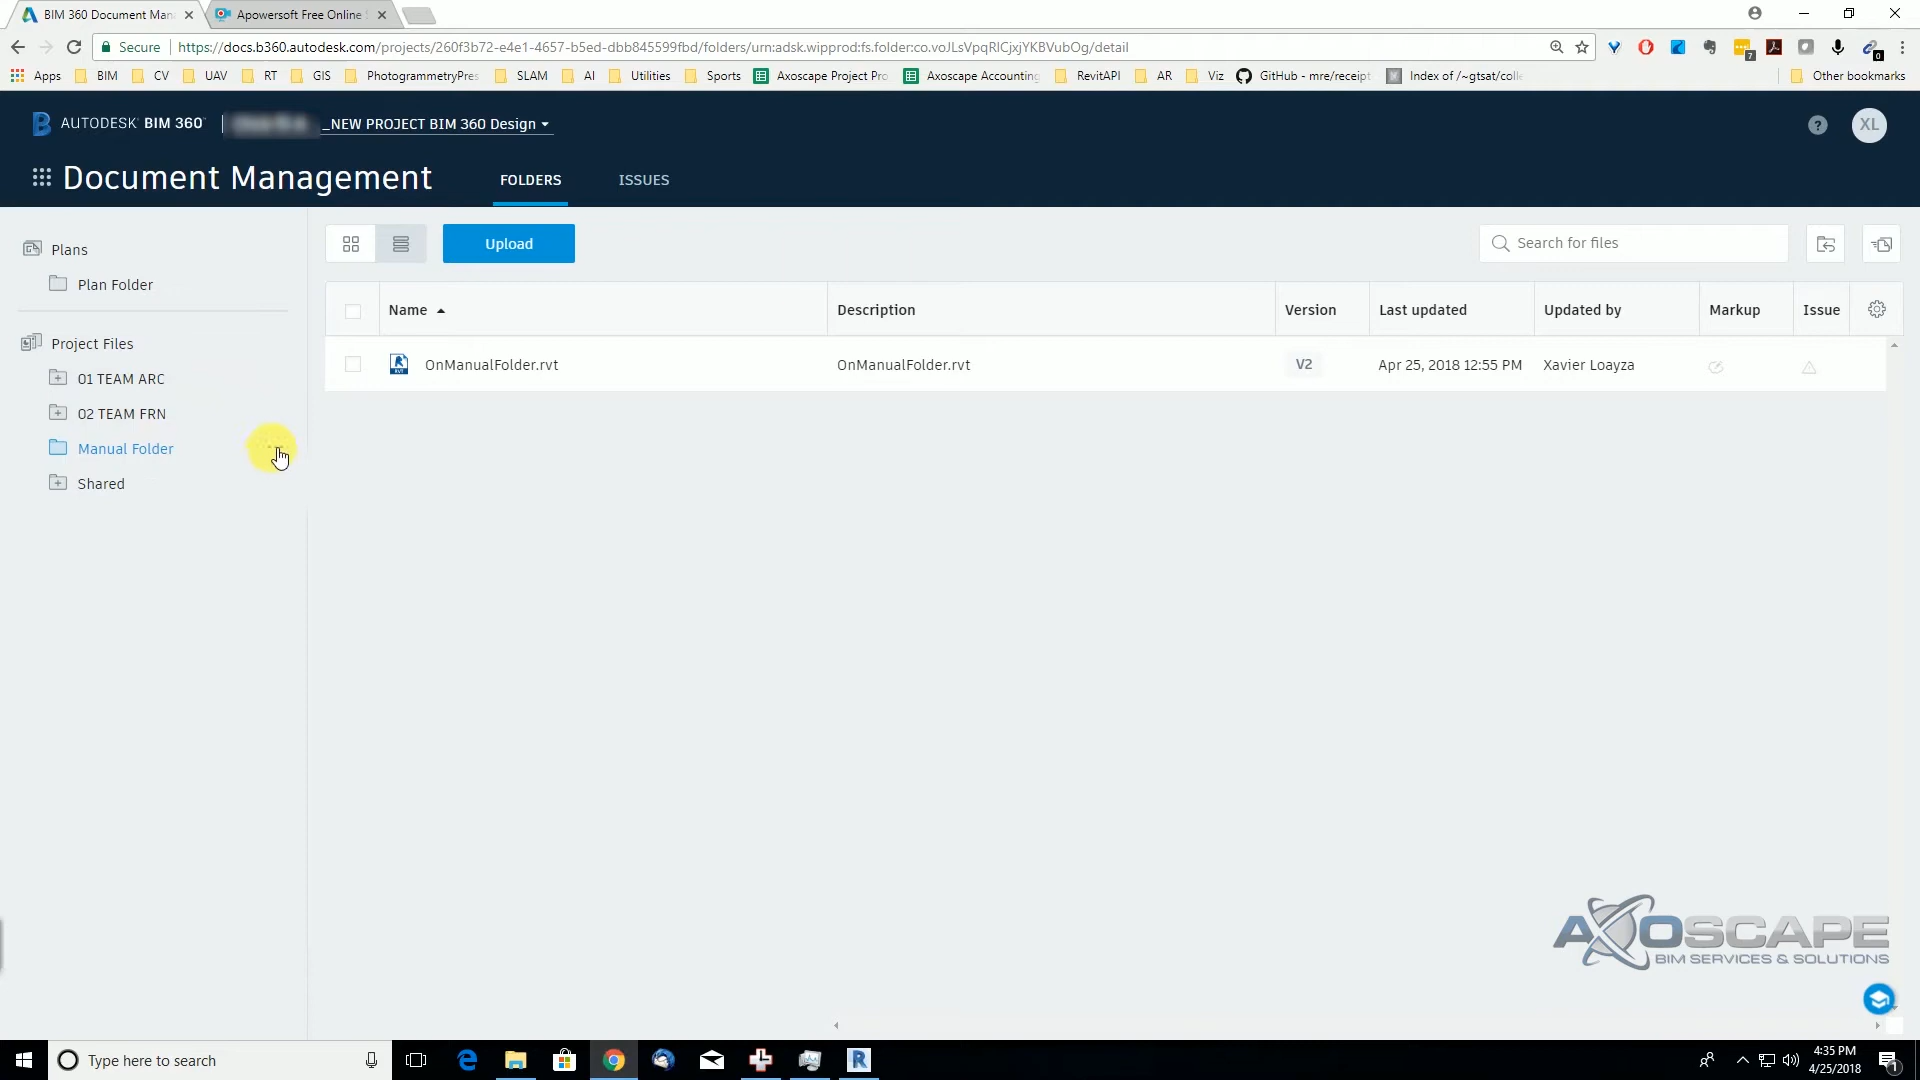 BIM 360 Document Man
Apowersoft Free Online
Secure
https://docs.b360.autodesk.com/projects/260f3b72-e4e1-4657-b5ed-dbb845599fbd/folders/urn:adsk.wipprod:fs.folder:co.voJLsVpqRlCjxjYKBVubOg/detail
7
0
Apps
BIM
CV
UAV
RT
GIS
PhotogrammetryPres
SLAM
AI
Utilities
Sports
Axoscape Project Pro
Axoscape Accounting
RevitAPI
AR
Viz
GitHub - mre/receipt
Index of /~gtsat/colle
Other bookmarks
AUTODESK BIM 360
_NEW PROJECT BIM 360 Design
?
XL
Document Management
FOLDERS
ISSUES
Plans
Plan Folder
Project Files
01 TEAM ARC
02 TEAM FRN
Manual Folder
Shared
Upload
Search for files
Name
Description
Version
Last updated
Updated by
Markup
Issue
OnManualFolder.rvt
OnManualFolder.rvt
V2
Apr 25, 2018 12:55 PM
Xavier Loayza
AXOSCAPE
BIM SERVICES & SOLUTIONS
Type here to search
4:35 PM
4/25/2018
1